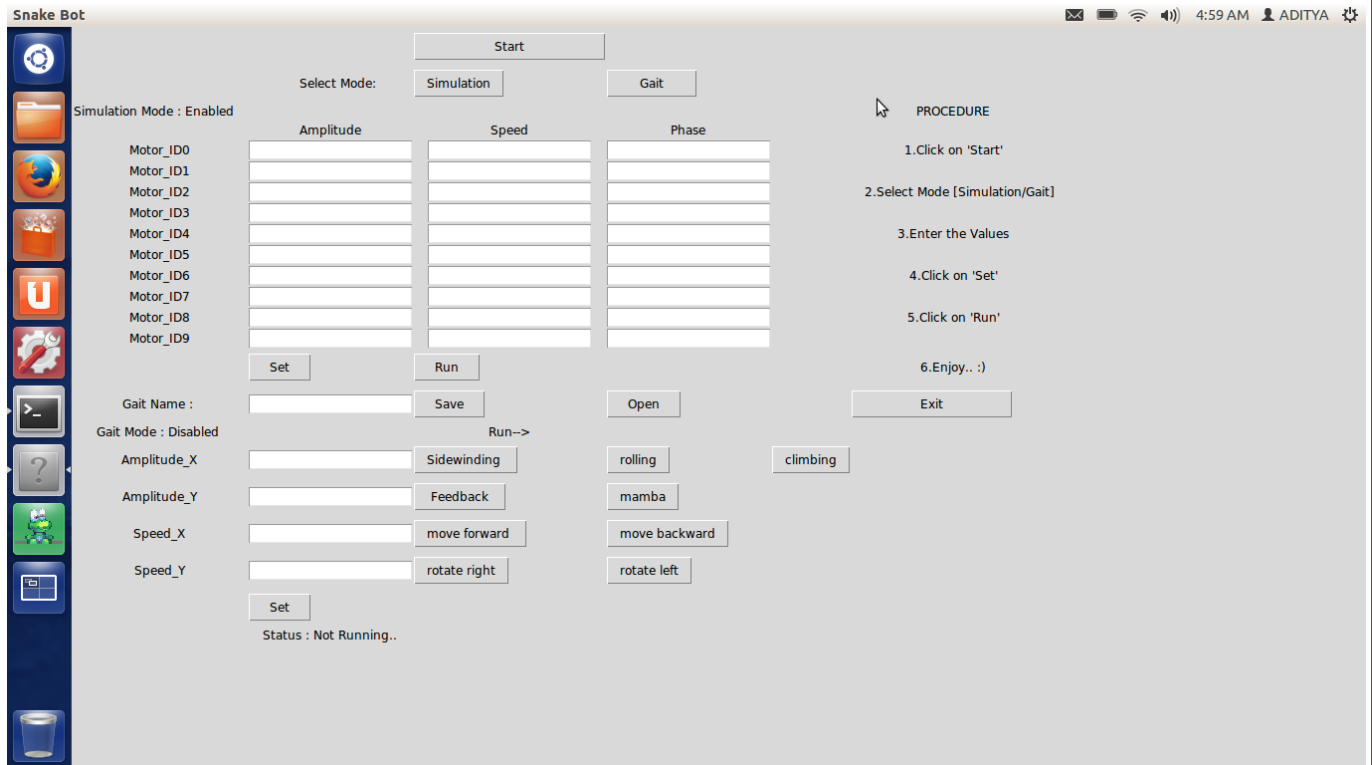 Snake Bot 4:59 AM ADITYA
Start
Select Mode: Simulation Gait
Simulation Mode : Enabled PROCEDURE
Amplitude Speed Phase
Motor_ID0 1.Click on 'Start'
Motor_ID1
Motor_ID2 2.Select Mode [Simulation/Gait]
Motor_ID3
Motor_ID4 3.Enter the Values
Motor_ID5
Motor_ID6 4.Click on 'Set'
Motor_ID7
Motor_ID8 5.Click on 'Run'
Motor_ID9
Set Run 6.Enjoy.. :)
Gait Name : Save Open Exit
Gait Mode : Disabled Run-->
Amplitude_X Sidewinding rolling climbing
Amplitude_Y Feedback mamba
Speed_X move forward move backward
Speed_Y rotate right rotate left
Set
Status : Not Running..